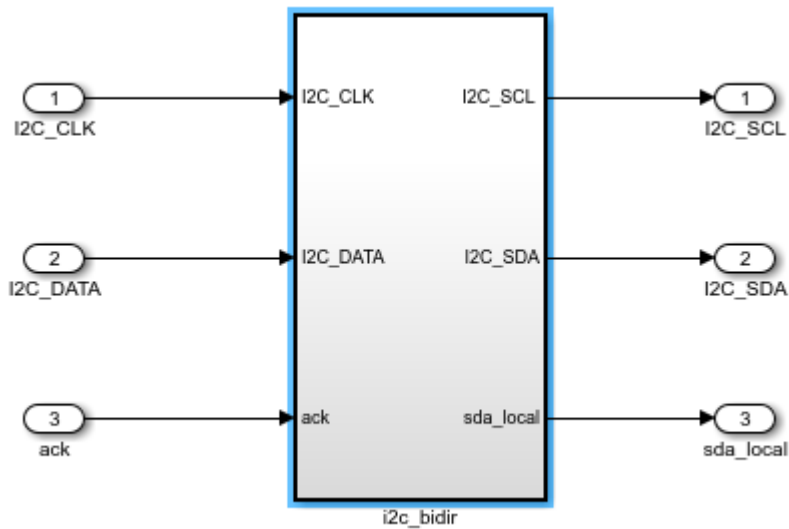 1
I2C_CLK
I2C_CLK
I2C_SCL
1
I2C_SCL
2
I2C_DATA
I2C_DATA
I2C_SDA
2
I2C_SDA
3
ack
ack
sda_local
3
sda_local
i2c_bidir